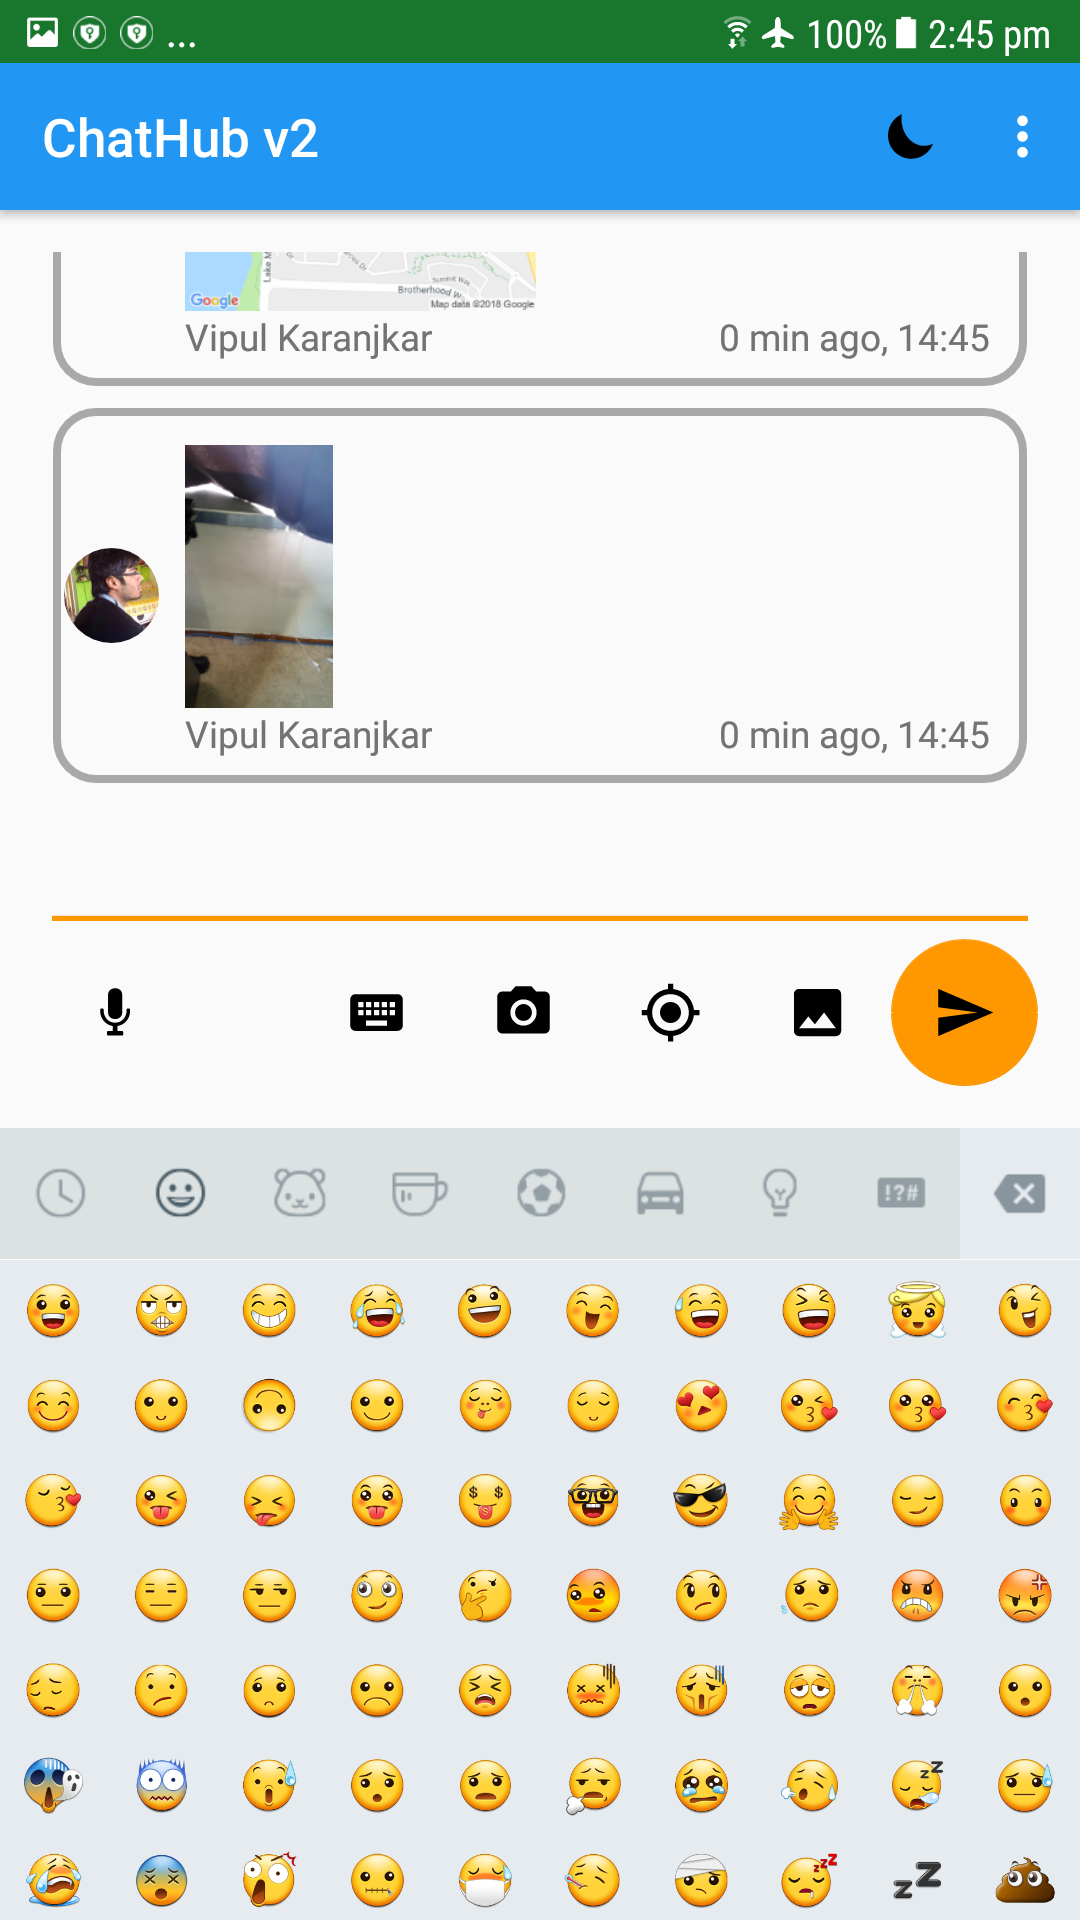 ... 100% 2:45 pm
ChatHub v2
Lake M
Brotherhood W
Google Map data ©2018 Google
Vipul Karanjkar 0 min ago, 14:45
Vipul Karanjkar 0 min ago, 14:45
!?#